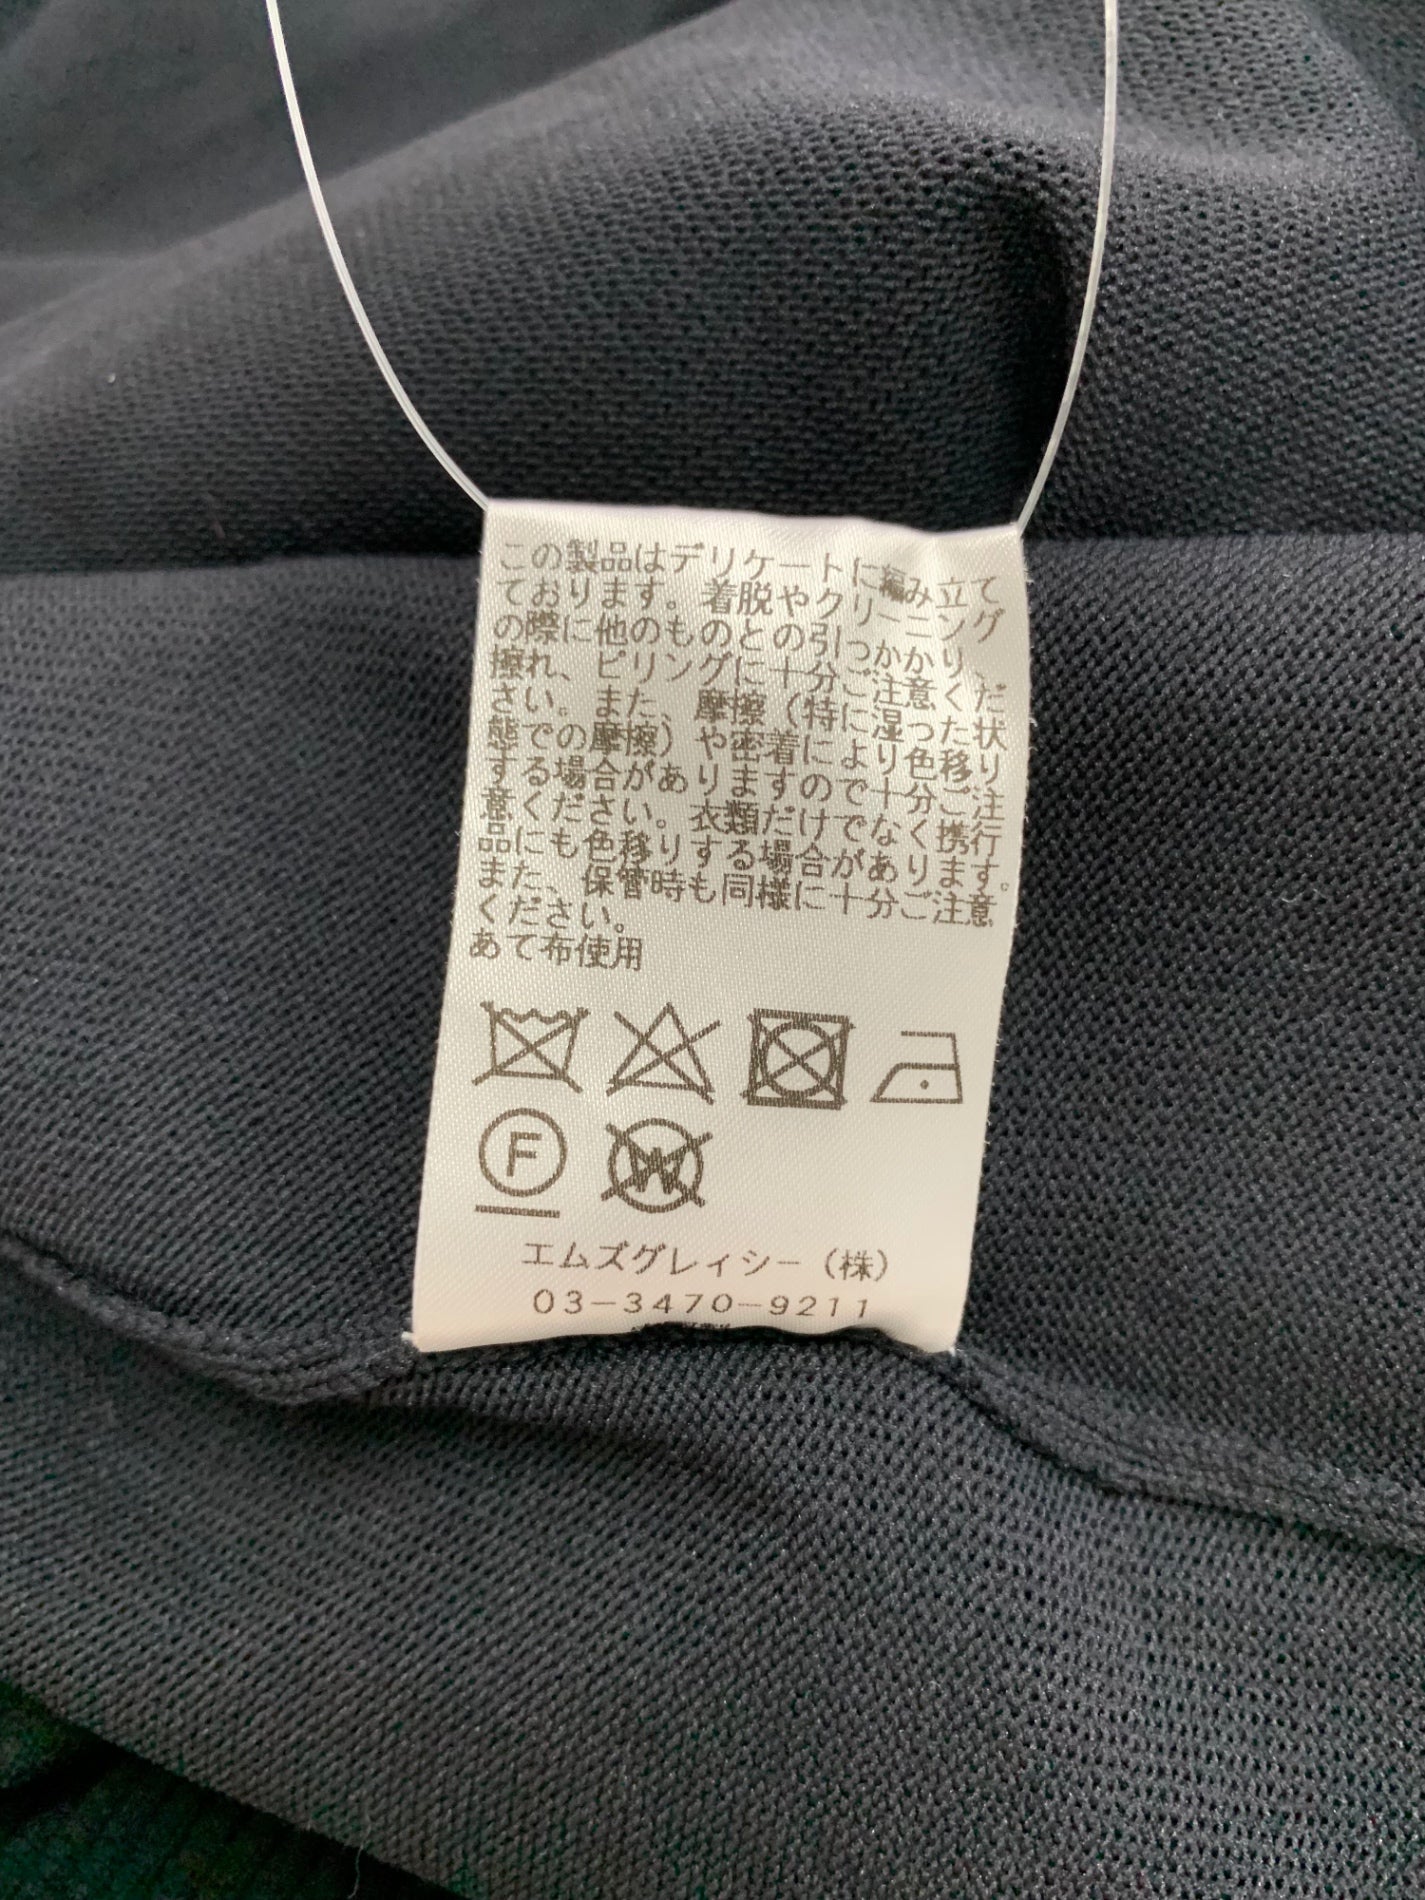 この製品はデリケートに編み立て
ております。着脱やクリーニング
の際に他のものとの引っかかり、
擦れ、ピリングに十分ご注意くだ
さい。また、摩擦（特に湿った状
態での摩擦）や密着により色移り
する場合がありますので十分ご注
意ください。衣類だけでなく携行
品にも色移りする場合があります。
また、保管時も同様に十分ご注意
ください。
あて布使用
F W
エムズグレィシー（株）
03-3470-9211